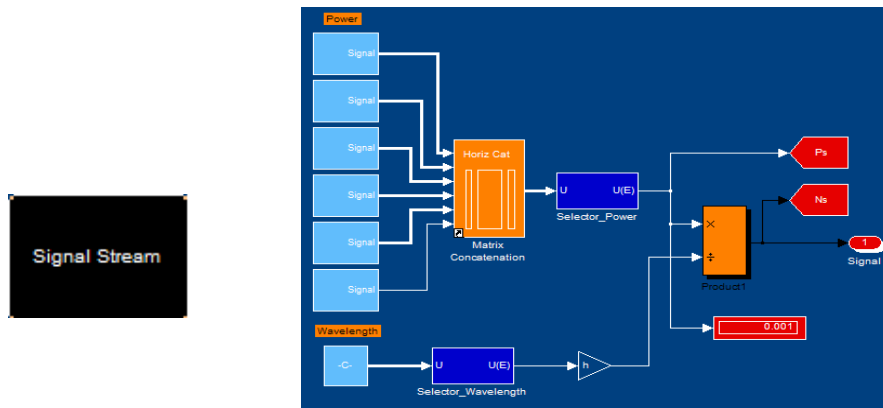 Signal Stream
Power
Signal
Signal
Signal
Signal
Signal
Signal
Horiz Cat
Matrix
Concatenation
U U(E)
Selector_Power
Ps
Ns
×
÷
Product1
1
Signal
0.001
Wavelength
-C-
U U(E)
Selector_Wavelength
h